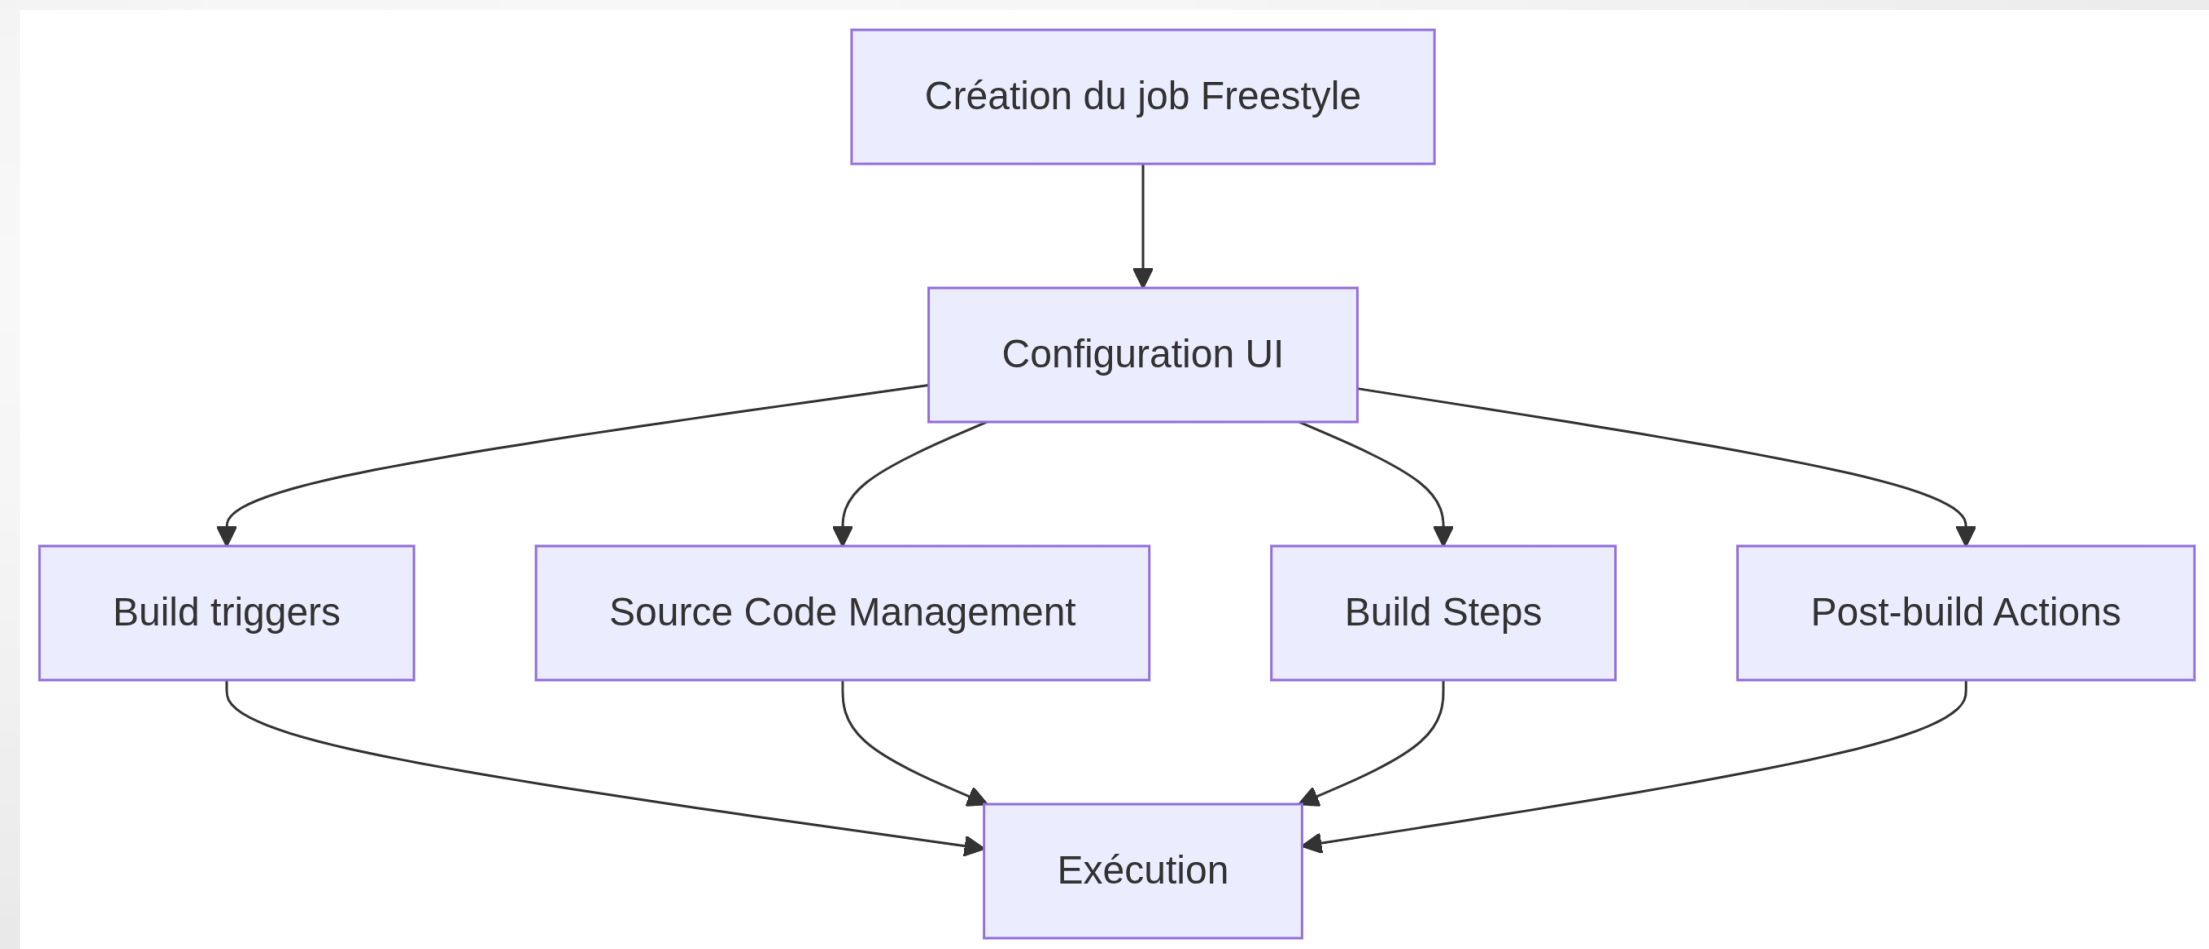 Création du job Freestyle
Configuration UI
Build triggers
Source Code Management
Build Steps
Post-build Actions
Exécution